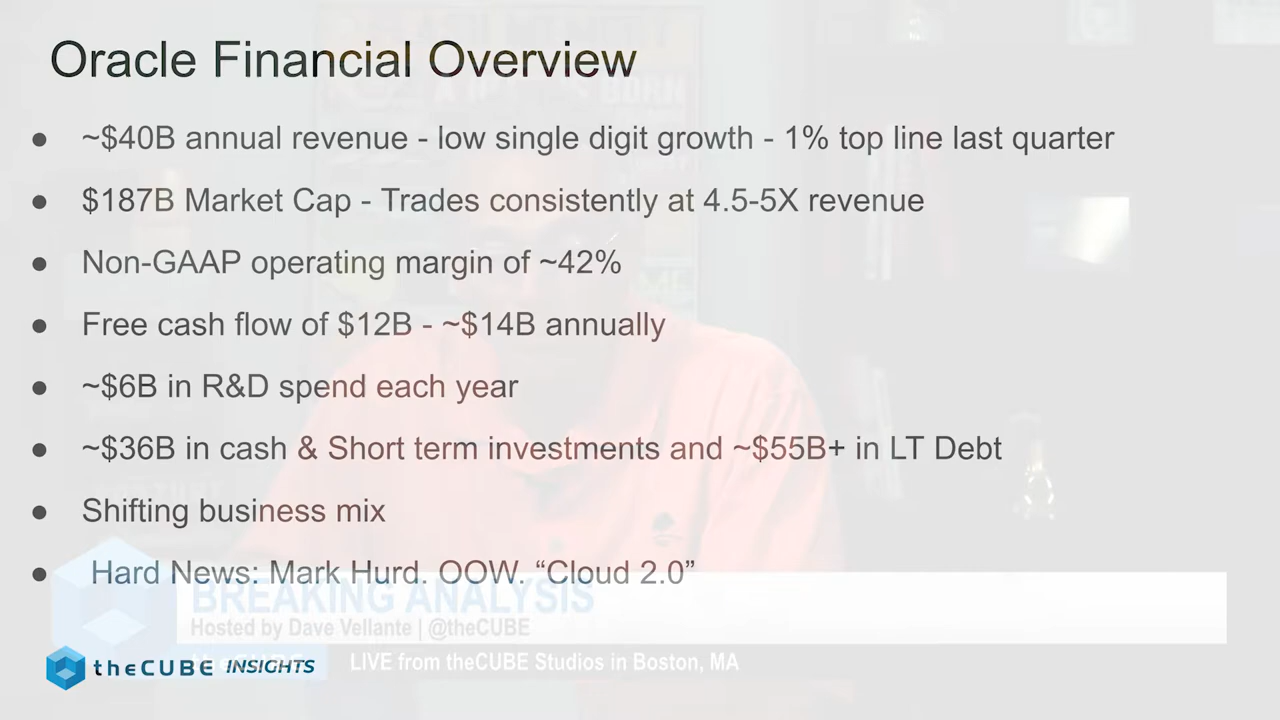 Oracle Financial Overview
● ~$40B annual revenue - low single digit growth - 1% top line last quarter
● $187B Market Cap - Trades consistently at 4.5-5X revenue
● Non-GAAP operating margin of ~42%
● Free cash flow of $12B - ~$14B annually
● ~$6B in R&D spend each year
● ~$36B in cash & Short term investments and ~$55B+ in LT Debt
● Shifting business mix
● Hard News: Mark Hurd. OOW. “Cloud 2.0”
BREAKING ANALYSIS
Hosted by Dave Vellante | @theCUBE
theCUBE INSIGHTS
LIVE from theCUBE Studios in Boston, MA
BORN